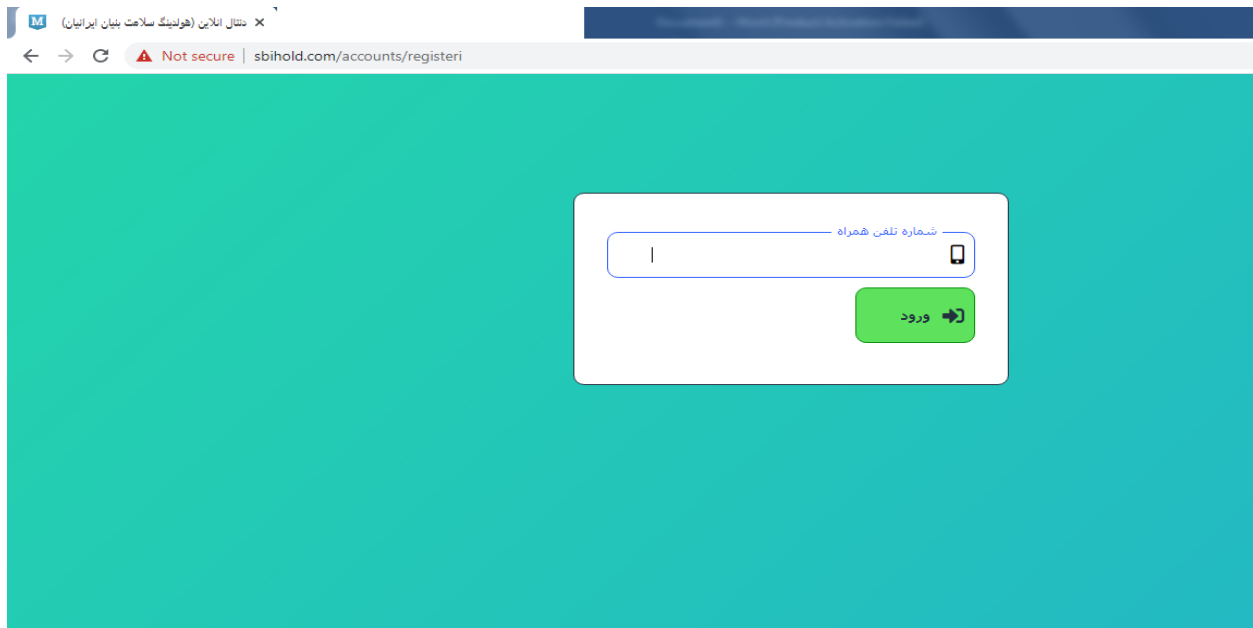 دنتال انلاین (هولدینگ سلامت بنیان ایرانیان)
Not secure | sbihold.com/accounts/registeri
شماره تلفن همراه
ورود